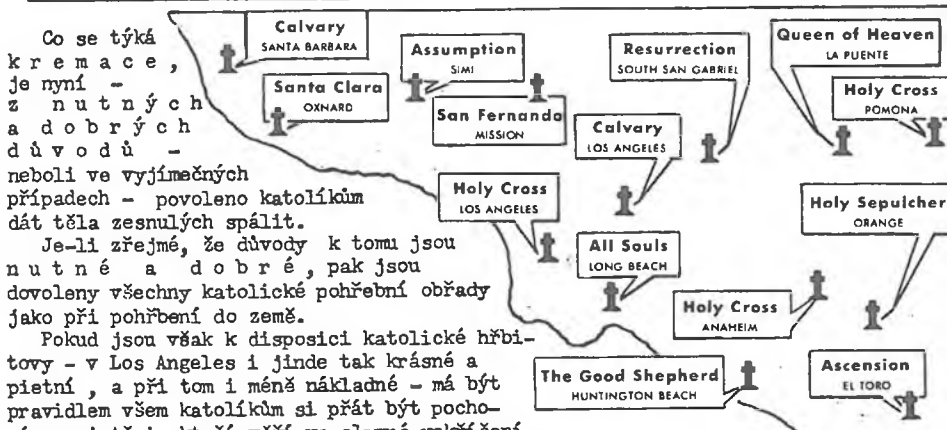 Co se týká
k r e m a c e ,
je nyní -
z   n u t n ý c h
a   d o b r ý c h
d ů v o d ů  -
neboli ve vyjímečných
případech - povoleno katolíkům
dát těla zesnulých spálit.
Je-li zřejmé, že důvody k tomu jsou
n u t n é   a   d o b r é , pak jsou
dovoleny všechny katolické pohřební obřady
jako při pohřbení do země.
Pokud jsou však k disposici katolické hřbi-
tovy - v Los Angeles i jinde tak krásné a
pietní , a při tom i méně nákladné - má být
pravidlem všem katolíkům si přát být pocho-
Calvary
SANTA BARBARA
Santa Clara
OXNARD
Assumption
SIMI
San Fernando
MISSION
Resurrection
SOUTH SAN GABRIEL
Queen of Heaven
LA PUENTE
Holy Cross
POMONA
Calvary
LOS ANGELES
Holy Cross
LOS ANGELES
All Souls
LONG BEACH
Holy Sepulcher
ORANGE
Holy Cross
ANAHEIM
The Good Shepherd
HUNTINGTON BEACH
Ascension
EL TORO